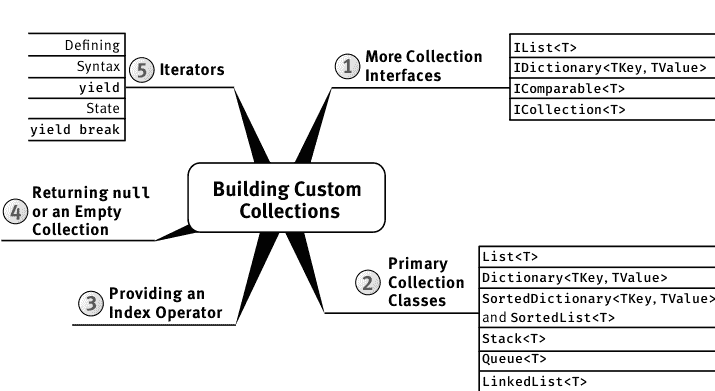 Building Custom
Collections
1
More Collection
Interfaces
IList<T>
IDictionary<TKey, TValue>
IComparable<T>
ICollection<T>
2
Primary
Collection
Classes
List<T>
Dictionary<TKey, TValue>
SortedDictionary<TKey, TValue>
and SortedList<T>
Stack<T>
Queue<T>
LinkedList<T>
3
Providing an
Index Operator
4
Returning null
or an Empty
Collection
5
Iterators
Defining
Syntax
yield
State
yield break